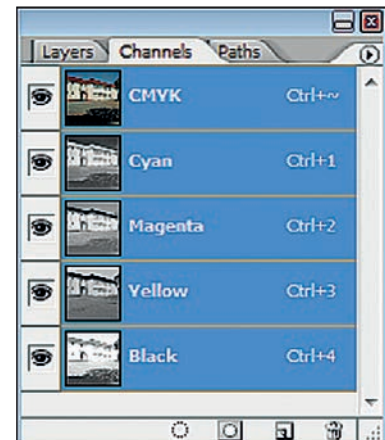 Layers Channels Paths
CMYK Ctrl+~
Cyan Ctrl+1
Magenta Ctrl+2
Yellow Ctrl+3
Black Ctrl+4